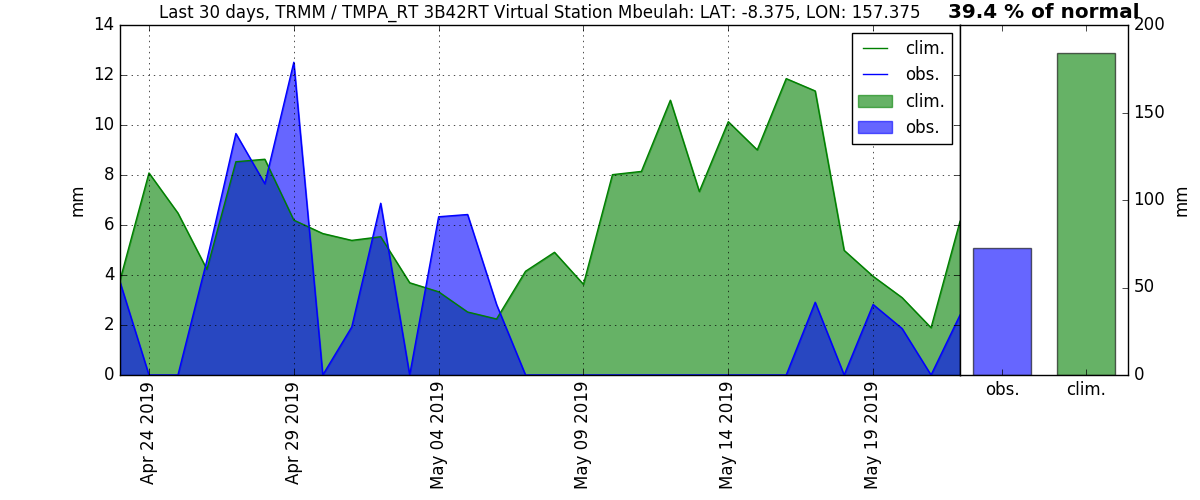 Last 30 days, TRMM / TMPA_RT 3B42RT Virtual Station Mbeulah: LAT: -8.375, LON: 157.375
39.4 % of normal
mm
14
12
10
8
6
4
2
0
clim.
obs.
clim.
obs.
Apr 24 2019
Apr 29 2019
May 04 2019
May 09 2019
May 14 2019
May 19 2019
200
150
100
50
0
mm
obs.
clim.